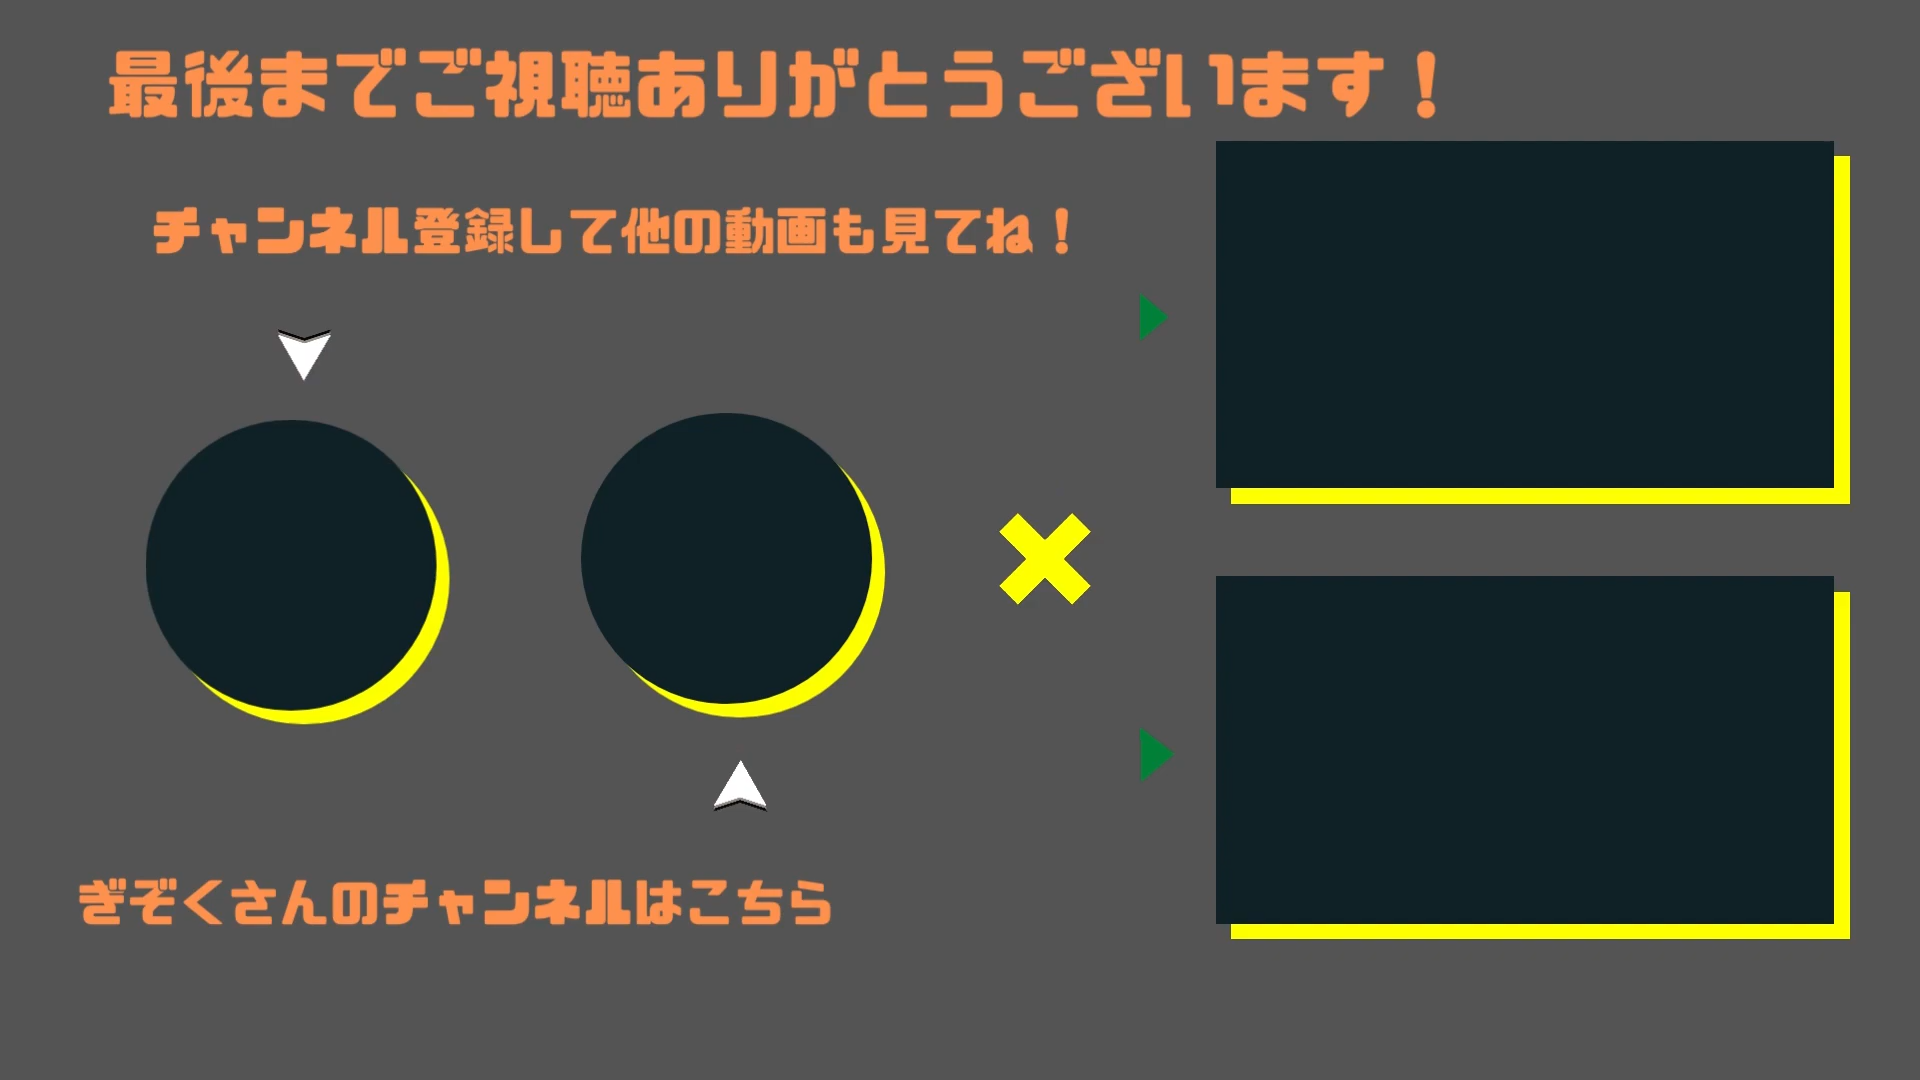 最後までご視聴ありがとうございます！
チャンネル登録して他の動画も見てね！
ぎぞくさんのチャンネルはこちら